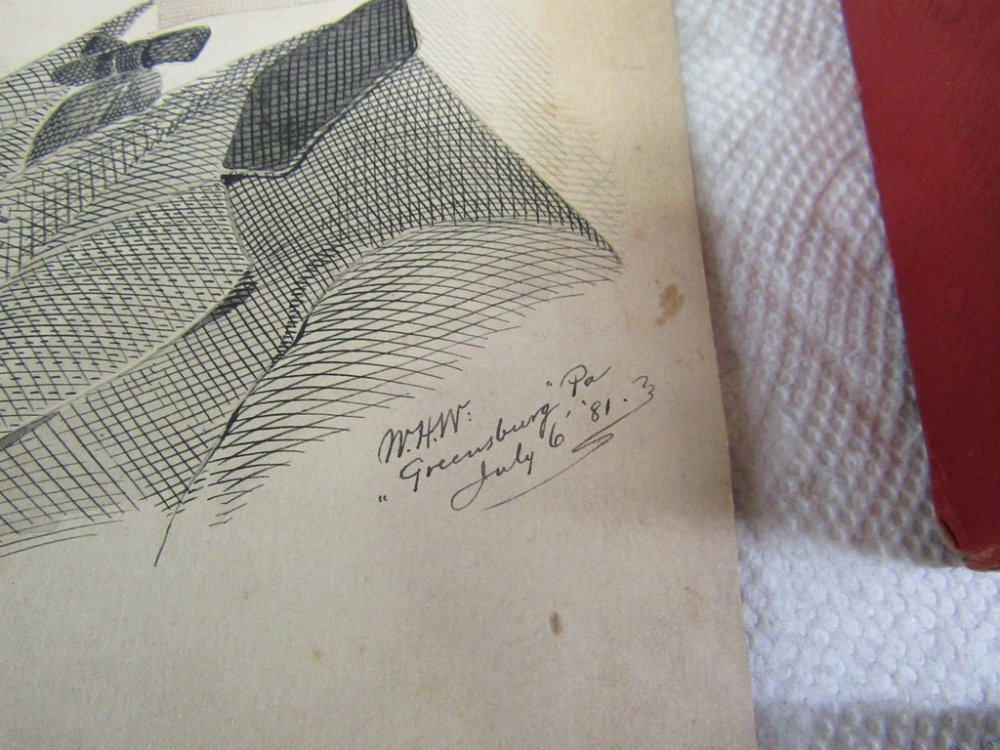 W.H.W.
"Greensburg" Pa
July 6, '81.